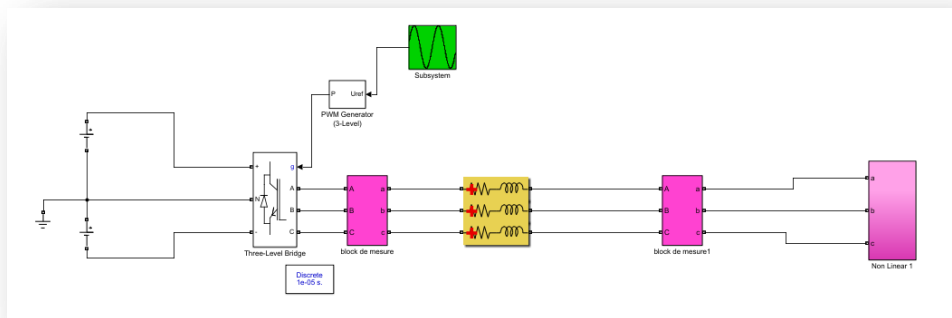 Subsystem
P
Uref
PWM Generator
(3-Level)
+
N
-
g
A
B
C
Three-Level Bridge
A
B
C
a
b
c
block de mesure
A
B
C
a
b
c
block de mesure1
a
b
c
Non Linear 1
Discrete
1e-05 s.